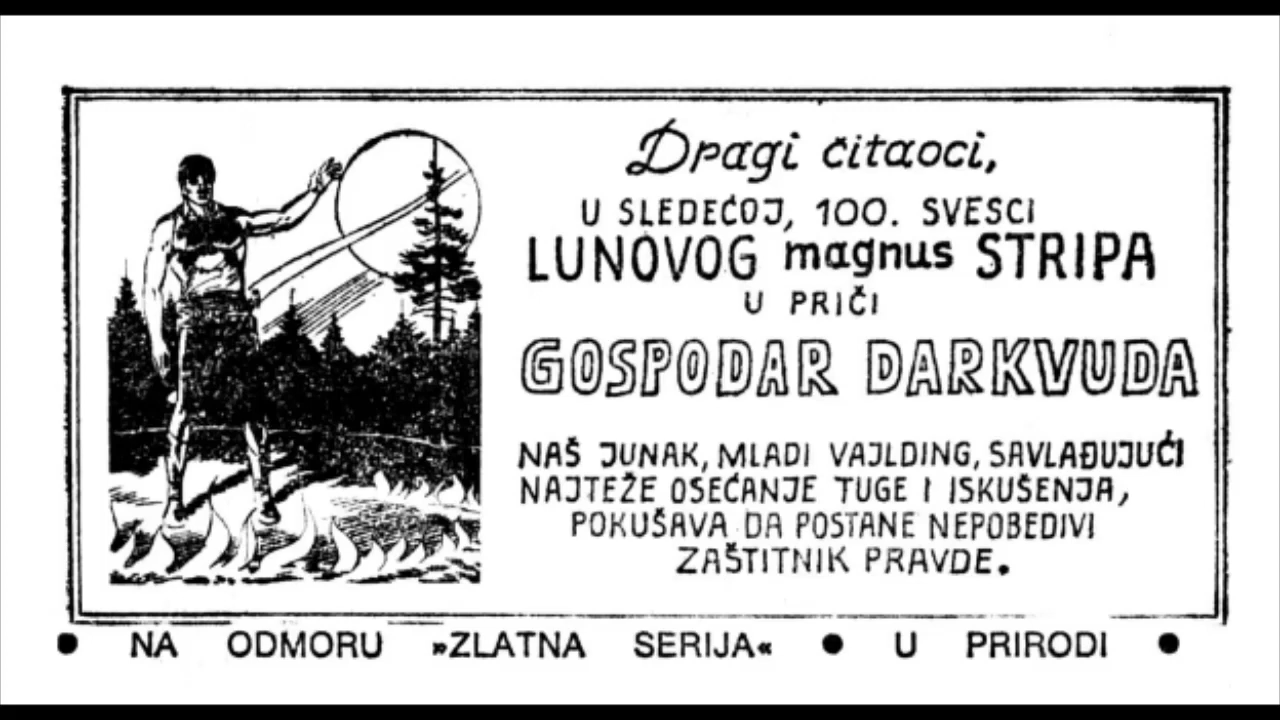 Dragi čitaoci,
U SLEDEĆOJ, 100. SVESCI
LUNOVOG magnus STRIPA
U PRIČI
GOSPODAR DARKVUDA
NAŠ JUNAK, MLADI VAJLDING, SAVLAĐUJUĆI
NAJTEŽE OSEĆANJE TUGE I ISKUŠENJA,
POKUŠAVA DA POSTANE NEPOBEDIVI
ZAŠTITNIK PRAVDE.
● NA ODMORU »ZLATNA SERIJA« ● U PRIRODI ●